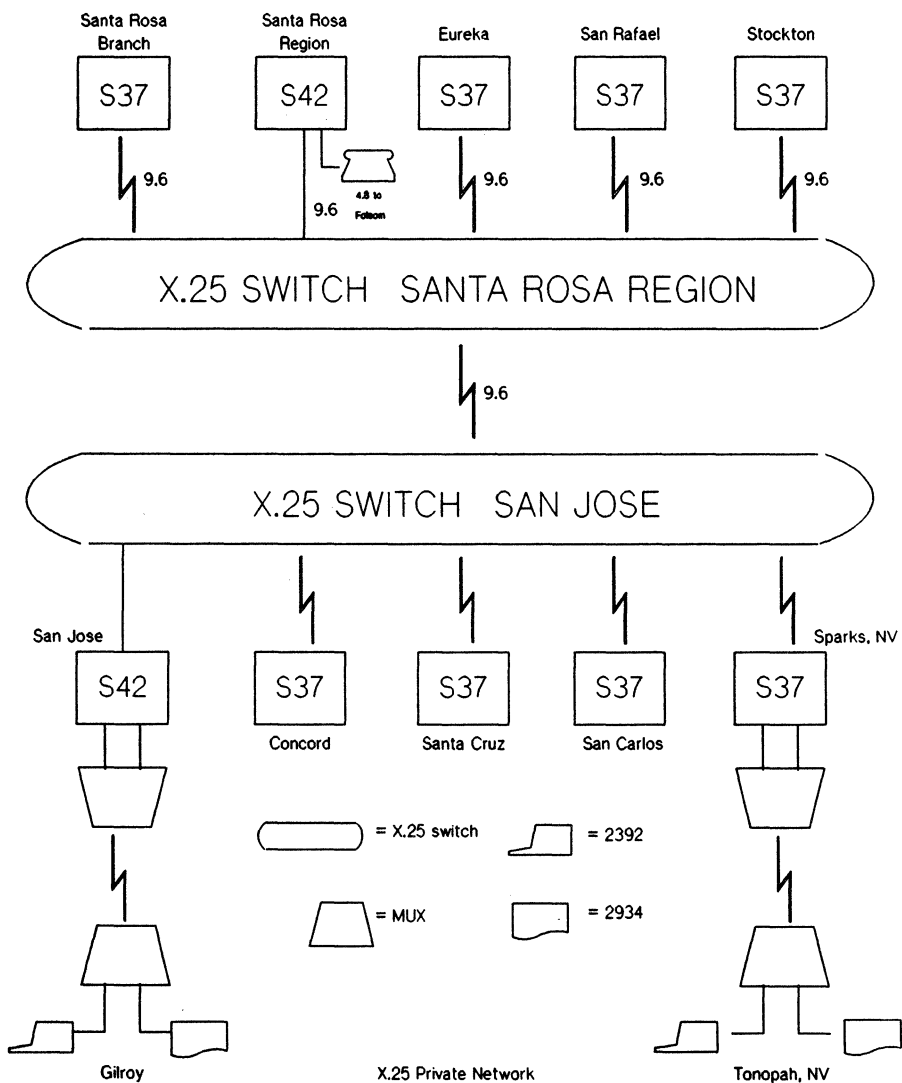 Santa Rosa
Branch
Santa Rosa
Region
Eureka
San Rafael
Stockton
S37
S42
S37
S37
S37
9.6
9.6
4.8 to
Folsom
9.6
9.6
9.6
X.25 SWITCH SANTA ROSA REGION
9.6
X.25 SWITCH SAN JOSE
San Jose
Sparks, NV
S42
S37
S37
S37
S37
Concord
Santa Cruz
San Carlos
= X.25 switch
= 2392
= MUX
= 2934
Gilroy
X.25 Private Network
Tonopah, NV